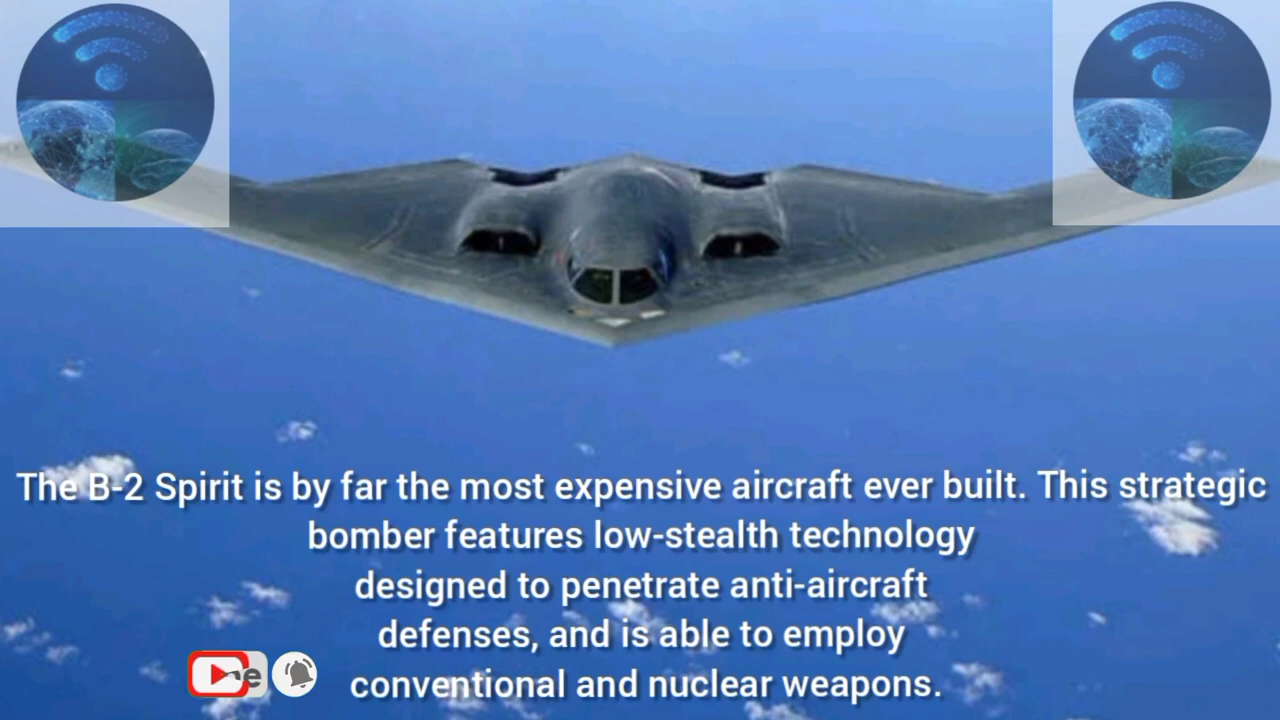 The B-2 Spirit is by far the most expensive aircraft ever built. This strategic
bomber features low-stealth technology
designed to penetrate anti-aircraft
defenses, and is able to employ
conventional and nuclear weapons.